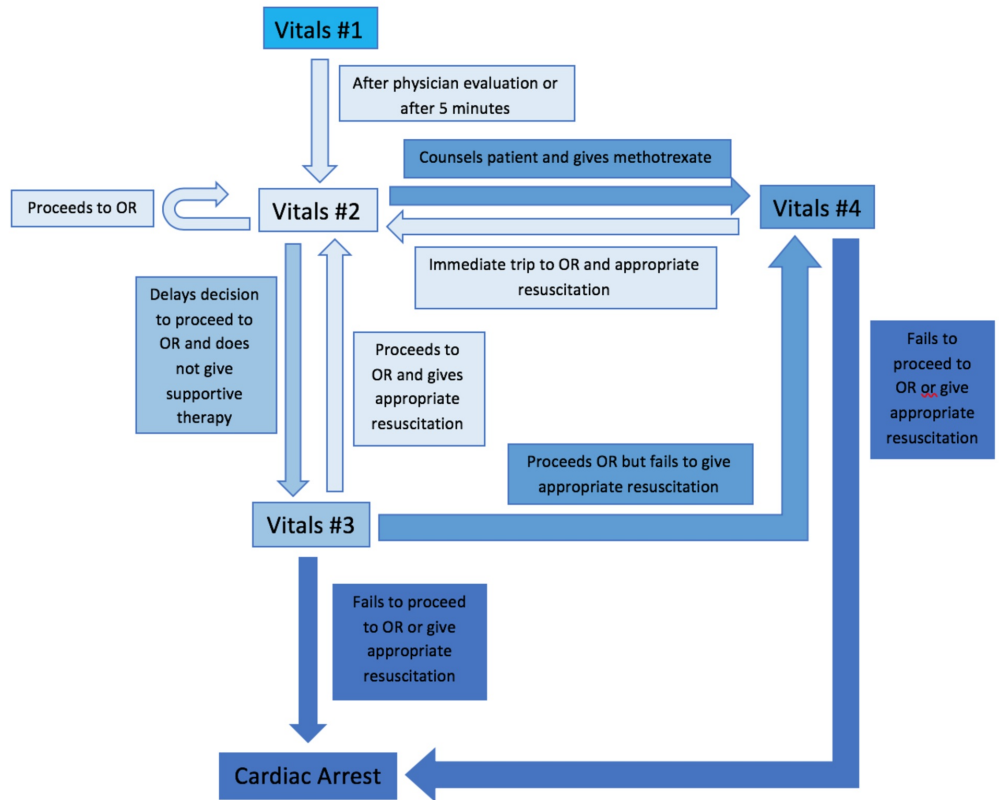 Vitals #1
After physician evaluation or
after 5 minutes
Counsels patient and gives methotrexate
Proceeds to OR
Vitals #2
Vitals #4
Immediate trip to OR and appropriate
resuscitation
Delays decision
to proceed to
OR and does
not give
supportive
therapy
Proceeds to
OR and gives
appropriate
resuscitation
Fails to
proceed to
OR or give
appropriate
resuscitation
Proceeds OR but fails to give
appropriate resuscitation
Vitals #3
Fails to proceed
to OR or give
appropriate
resuscitation
Cardiac Arrest